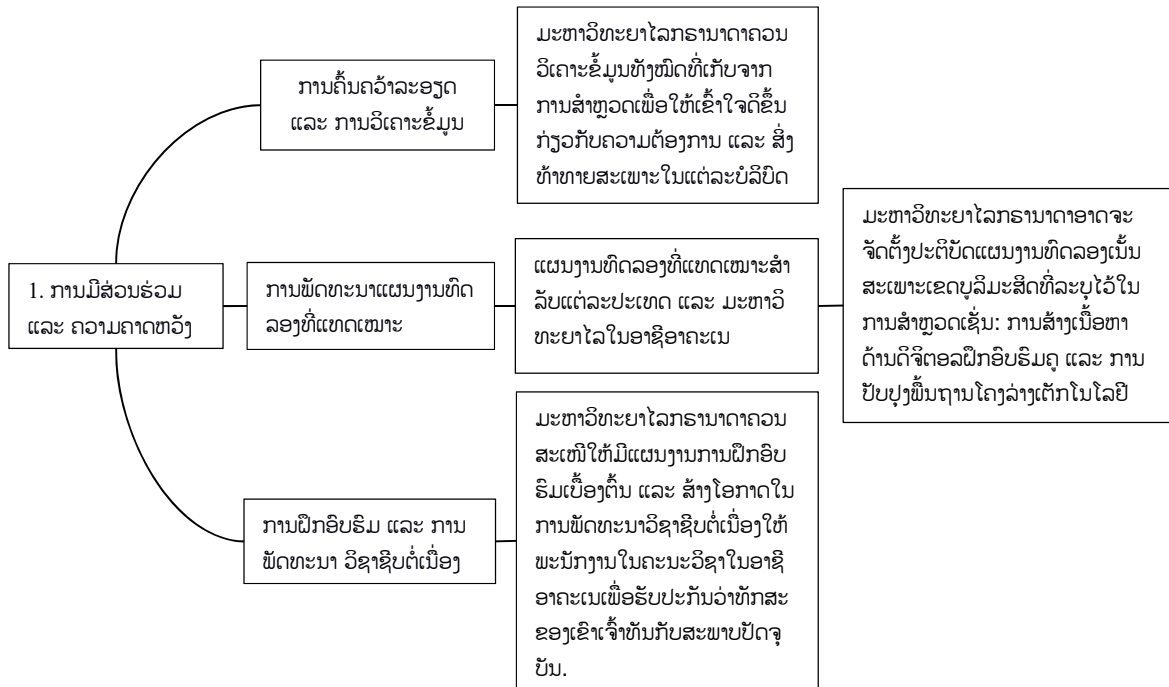 1. ການມີສ່ວນຮ່ວມ
ແລະ ຄວາມຄາດຫວັງ
ການຄົ້ນຄວ້າລະອຽດ
ແລະ ການວິເຄາະຂໍ້ມູນ
ມະຫາວິທະຍາໄລກຣານາດາຄວນ
ວິເຄາະຂໍ້ມູນທັງໝົດທີ່ເກັບຈາກ
ການສຳຫຼວດເພື່ອໃຫ້ເຂົ້າໃຈດີຂຶ້ນ
ກ່ຽວກັບຄວາມຕ້ອງການ ແລະ ສິ່ງ
ທ້າທາຍສະເພາະໃນແຕ່ລະບໍລິບົດ
ການພັດທະນາແຜນງານທົດ
ລອງທີ່ແທດເໝາະ
ແຜນງານທົດລອງທີ່ແທດເໝາະສຳ
ລັບແຕ່ລະປະເທດ ແລະ ມະຫາວິ
ທະຍາໄລໃນອາຊີອາຄະເນ
ມະຫາວິທະຍາໄລກຣານາດາອາດຈະ
ຈັດຕັ້ງປະຕິບັດແຜນງານທົດລອງເນັ້ນ
ສະເພາະເຂດບູລິມະສິດທີ່ລະບຸໄວ້ໃນ
ການສຳຫຼວດເຊັ່ນ: ການສ້າງເນື້ອຫາ
ດ້ານດິຈິຕອລຝຶກອົບຮົມຄູ ແລະ ການ
ປັບປຸງພື້ນຖານໂຄງລ່າງເຕັກໂນໂລຢີ
ການຝຶກອົບຮົມ ແລະ ການ
ພັດທະນາ ວິຊາຊີບຕໍ່ເນື່ອງ
ມະຫາວິທະຍາໄລກຣານາດາຄວນ
ສະເໜີໃຫ້ມີແຜນງານການຝຶກອົບ
ຮົມເບື້ອງຕົ້ນ ແລະ ສ້າງໂອກາດໃນ
ການພັດທະນາວິຊາຊີບຕໍ່ເນື່ອງໃຫ້
ພະນັກງານໃນຄະນະວິຊາໃນອາຊີ
ອາຄະເນເພື່ອຮັບປະກັນວ່າທັກສະ
ຂອງເຂົາເຈົ້າທັນກັບສະພາບປັດຈຸ
ບັນ.